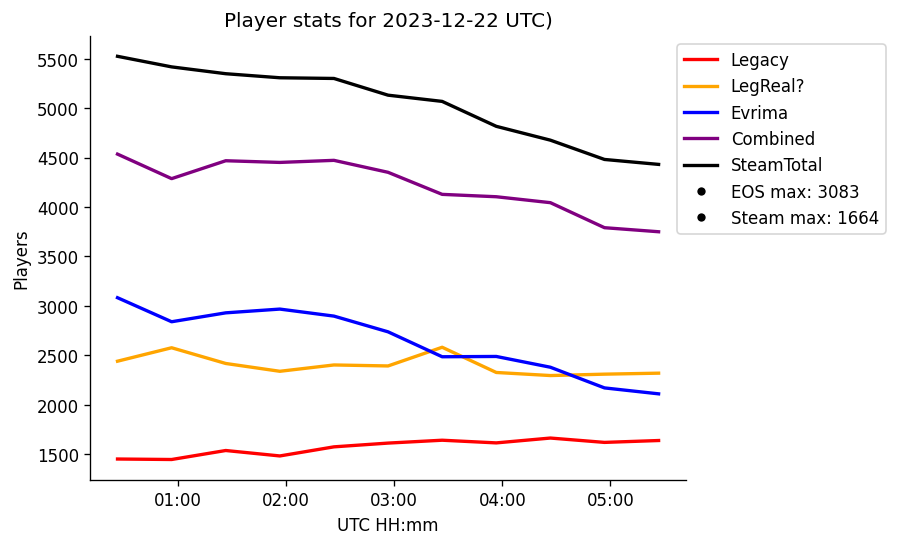 Player stats for 2023-12-22 UTC)
Players
5500
5000
4500
4000
3500
3000
2500
2000
1500
01:00 02:00 03:00 04:00 05:00
UTC HH:mm
Legacy
LegReal?
Evrima
Combined
SteamTotal
EOS max: 3083
Steam max: 1664